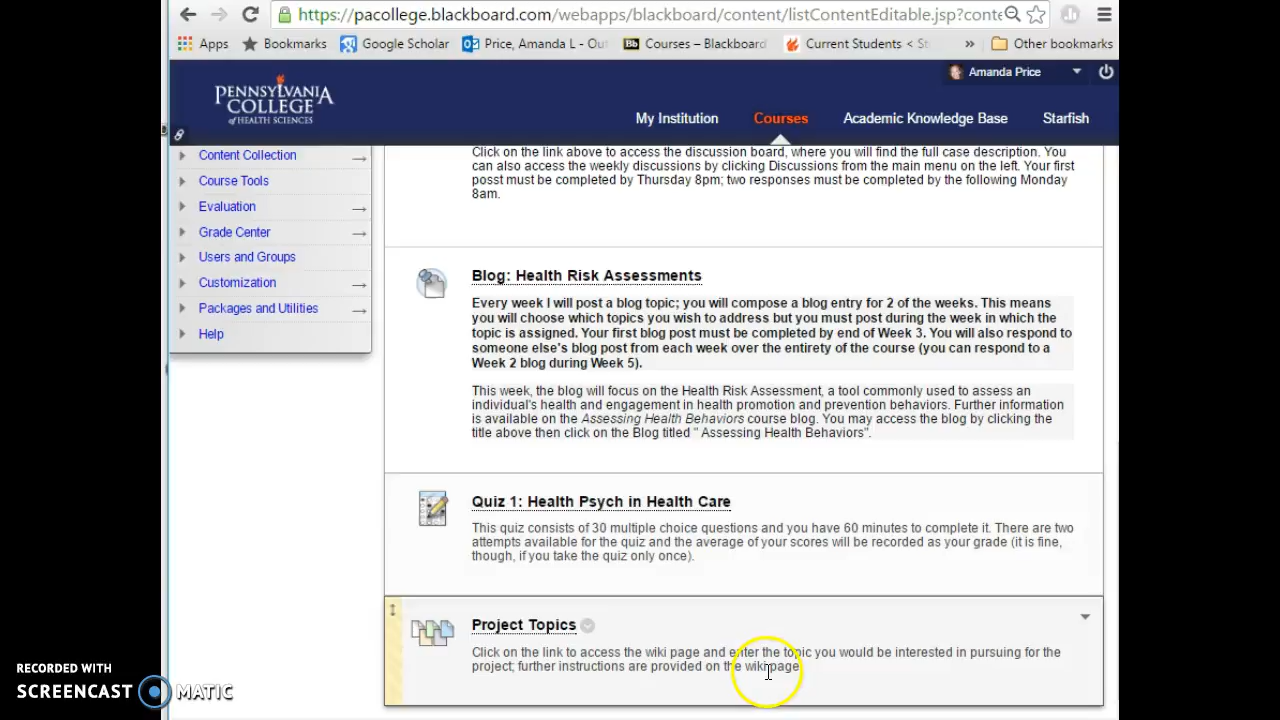 https://pacollege.blackboard.com/webapps/blackboard/content/listContentEditable.jsp?conte
Apps Bookmarks Google Scholar Price, Amanda L - Ou Courses – Blackboard Current Students < St » Other bookmarks
Amanda Price
PENNSYLVANIA
COLLEGE
of HEALTH SCIENCES
My Institution Courses Academic Knowledge Base Starfish
Content Collection
Course Tools
Evaluation
Grade Center
Users and Groups
Customization
Packages and Utilities
Help
Click on the link above to access the discussion board, where you will find the full case description. You
can also access the weekly discussions by clicking Discussions from the main menu on the left. Your first
posst must be completed by Thursday 8pm; two responses must be completed by the following Monday
8am.
Blog: Health Risk Assessments
Every week I will post a blog topic; you will compose a blog entry for 2 of the weeks. This means
you will choose which topics you wish to address but you must post during the week in which the
topic is assigned. Your first blog post must be completed by end of Week 3. You will also respond to
someone else's blog post from each week over the entirety of the course (you can respond to a
Week 2 blog during Week 5).
This week, the blog will focus on the Health Risk Assessment, a tool commonly used to assess an
individual's health and engagement in health promotion and prevention behaviors. Further information
is available on the Assessing Health Behaviors course blog. You may access the blog by clicking the
title above then click on the Blog titled " Assessing Health Behaviors".
Quiz 1: Health Psych in Health Care
This quiz consists of 30 multiple choice questions and you have 60 minutes to complete it. There are two
attempts available for the quiz and the average of your scores will be recorded as your grade (it is fine,
though, if you take the quiz only once).
Project Topics
Click on the link to access the wiki page and enter the topic you would be interested in pursuing for the
project; further instructions are provided on the wiki page
RECORDED WITH
SCREENCAST MATIC